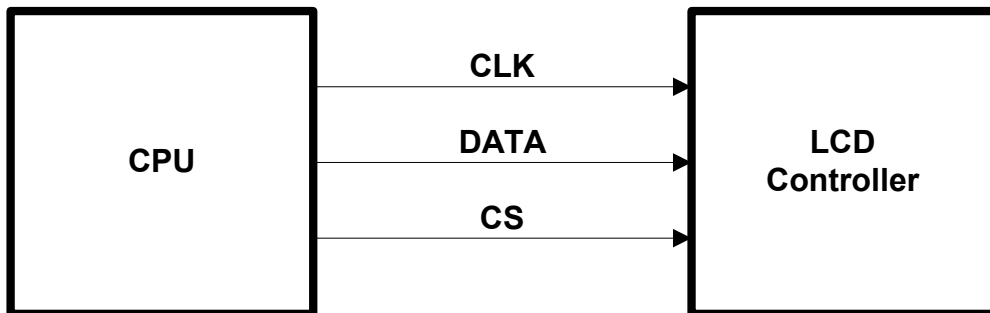 CPU
CLK
DATA
CS
LCD
Controller